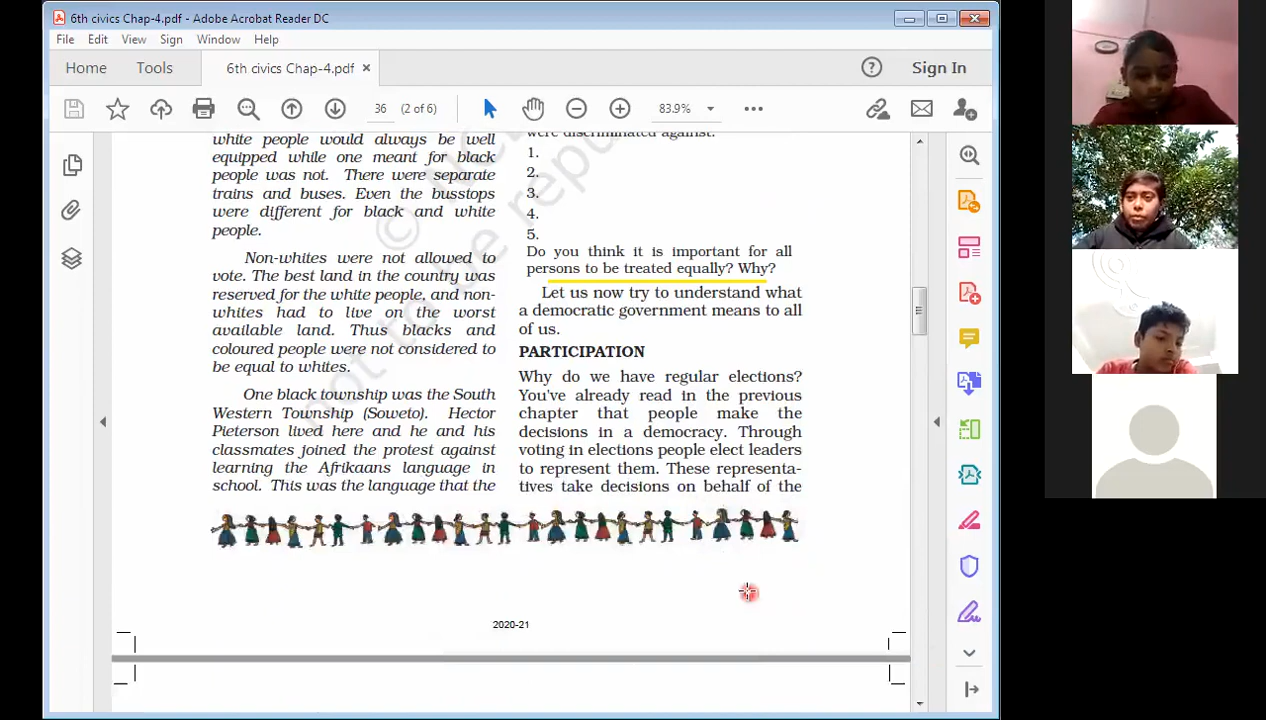 6th civics Chap-4.pdf - Adobe Acrobat Reader DC
File Edit View Sign Window Help
Home Tools 6th civics Chap-4.pdf × Sign In
36 (2 of 6) 83.9%
white people would always be well
equipped while one meant for black
people was not. There were separate
trains and buses. Even the busstops
were different for black and white
people.
Non-whites were not allowed to
vote. The best land in the country was
reserved for the white people, and non-
whites had to live on the worst
available land. Thus blacks and
coloured people were not considered to
be equal to whites.
One black township was the South
Western Township (Soweto). Hector
Pieterson lived here and he and his
classmates joined the protest against
learning the Afrikaans language in
school. This was the language that the
were discriminated against.
1.
2.
3.
4.
5.
Do you think it is important for all
persons to be treated equally? Why?
Let us now try to understand what
a democratic government means to all
of us.
PARTICIPATION
Why do we have regular elections?
You've already read in the previous
chapter that people make the
decisions in a democracy. Through
voting in elections people elect leaders
to represent them. These representa-
tives take decisions on behalf of the
2020-21
not to be repu